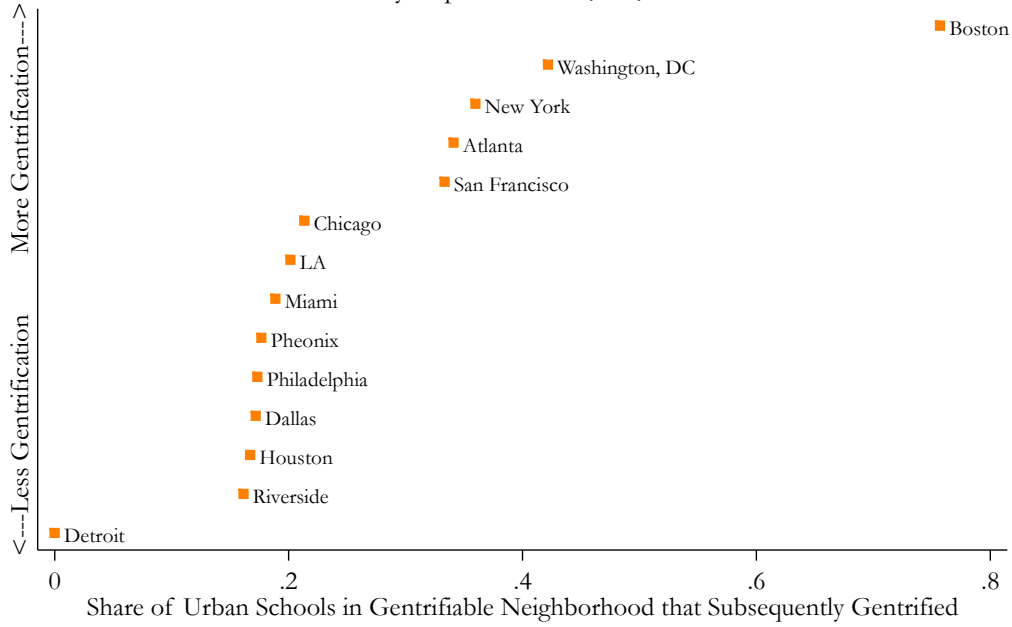 Boston
Washington, DC
New York
Atlanta
San Francisco
Chicago
LA
Miami
Pheonix
Philadelphia
Dallas
Houston
Riverside
Detroit
<---Less Gentrification
More Gentrification--->
0 .2 .4 .6 .8
Share of Urban Schools in Gentrifiable Neighborhood that Subsequently Gentrified